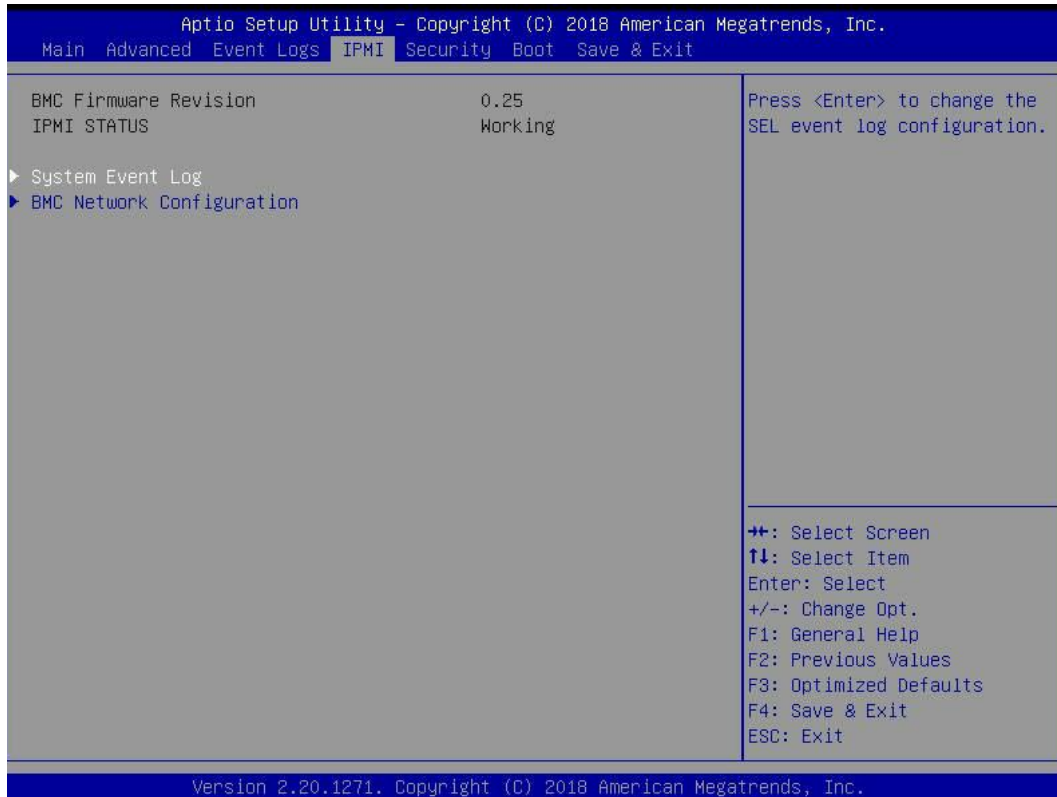 Aptio Setup Utility – Copyright (C) 2018 American Megatrends, Inc.
Main Advanced Event Logs IPMI Security Boot Save & Exit
BMC Firmware Revision 0.25
IPMI STATUS Working
▶ System Event Log
▶ BMC Network Configuration
Press <Enter> to change the
SEL event log configuration.
→←: Select Screen
↑↓: Select Item
Enter: Select
+/-: Change Opt.
F1: General Help
F2: Previous Values
F3: Optimized Defaults
F4: Save & Exit
ESC: Exit
Version 2.20.1271. Copyright (C) 2018 American Megatrends, Inc.